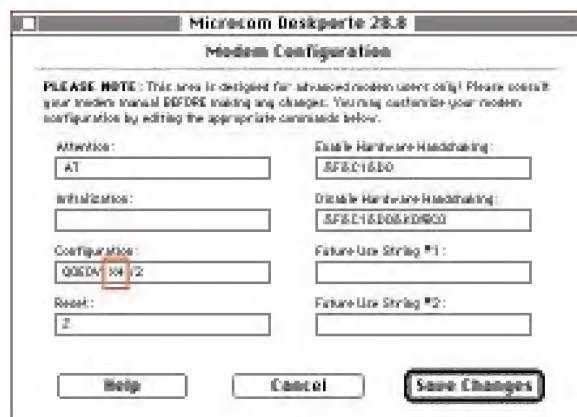 Microcom Deskporte 28.8
Modem Configuration
PLEASE NOTE: This area is designed for advanced modem users only! Please consult
your modem manual BEFORE making any changes. You may customize your modem
configuration by editing the appropriate commands below.
Attention:
AT
Enable Hardware Handshaking:
&F&C1&D0
Initialization:
Disable Hardware Handshaking:
Configuration:
X4
Future Use String #1:
Reset:
Z
Future Use String #2:
Help
Cancel
Save Changes